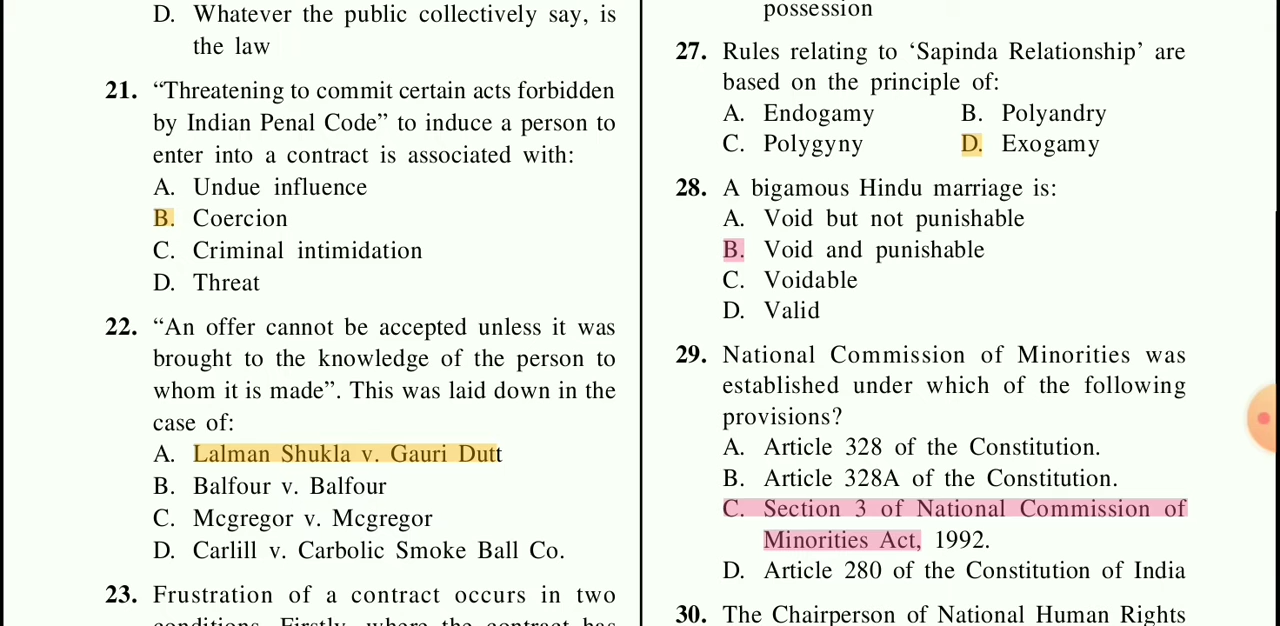 D. Whatever the public collectively say, is
the law
21. “Threatening to commit certain acts forbidden
by Indian Penal Code” to induce a person to
enter into a contract is associated with:
A. Undue influence
B. Coercion
C. Criminal intimidation
D. Threat
22. “An offer cannot be accepted unless it was
brought to the knowledge of the person to
whom it is made”. This was laid down in the
case of:
A. Lalman Shukla v. Gauri Dutt
B. Balfour v. Balfour
C. Mcgregor v. Mcgregor
D. Carlill v. Carbolic Smoke Ball Co.
23. Frustration of a contract occurs in two
conditions. Firstly, where the contract has
possession
27. Rules relating to ‘Sapinda Relationship’ are
based on the principle of:
A. Endogamy B. Polyandry
C. Polygyny D. Exogamy
28. A bigamous Hindu marriage is:
A. Void but not punishable
B. Void and punishable
C. Voidable
D. Valid
29. National Commission of Minorities was
established under which of the following
provisions?
A. Article 328 of the Constitution.
B. Article 328A of the Constitution.
C. Section 3 of National Commission of
Minorities Act, 1992.
D. Article 280 of the Constitution of India
30. The Chairperson of National Human Rights